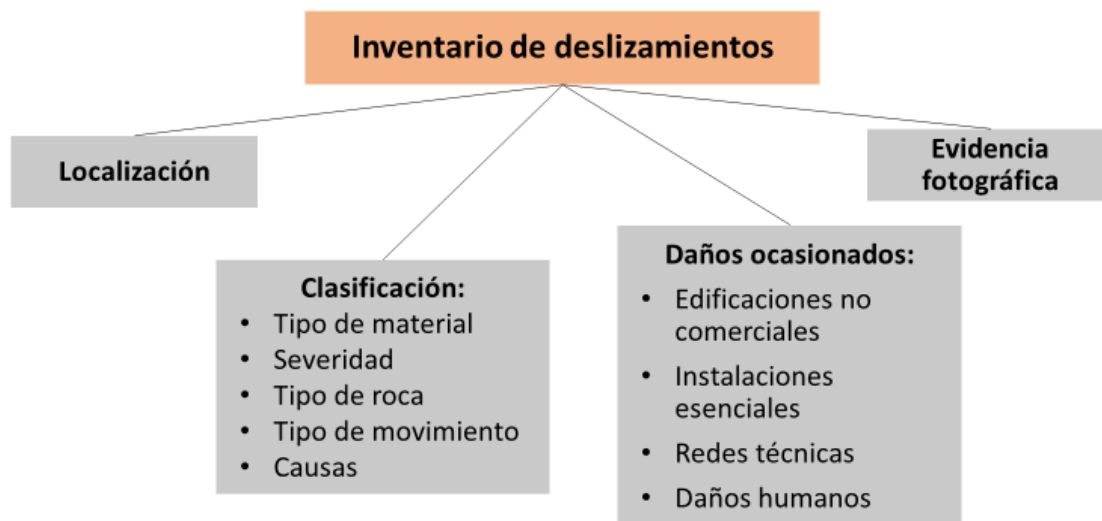 Inventario de deslizamientos
Localización
Evidencia
fotográfica
Clasificación:
• Tipo de material
• Severidad
• Tipo de roca
• Tipo de movimiento
• Causas
Daños ocasionados:
• Edificaciones no
comerciales
• Instalaciones
esenciales
• Redes técnicas
• Daños humanos